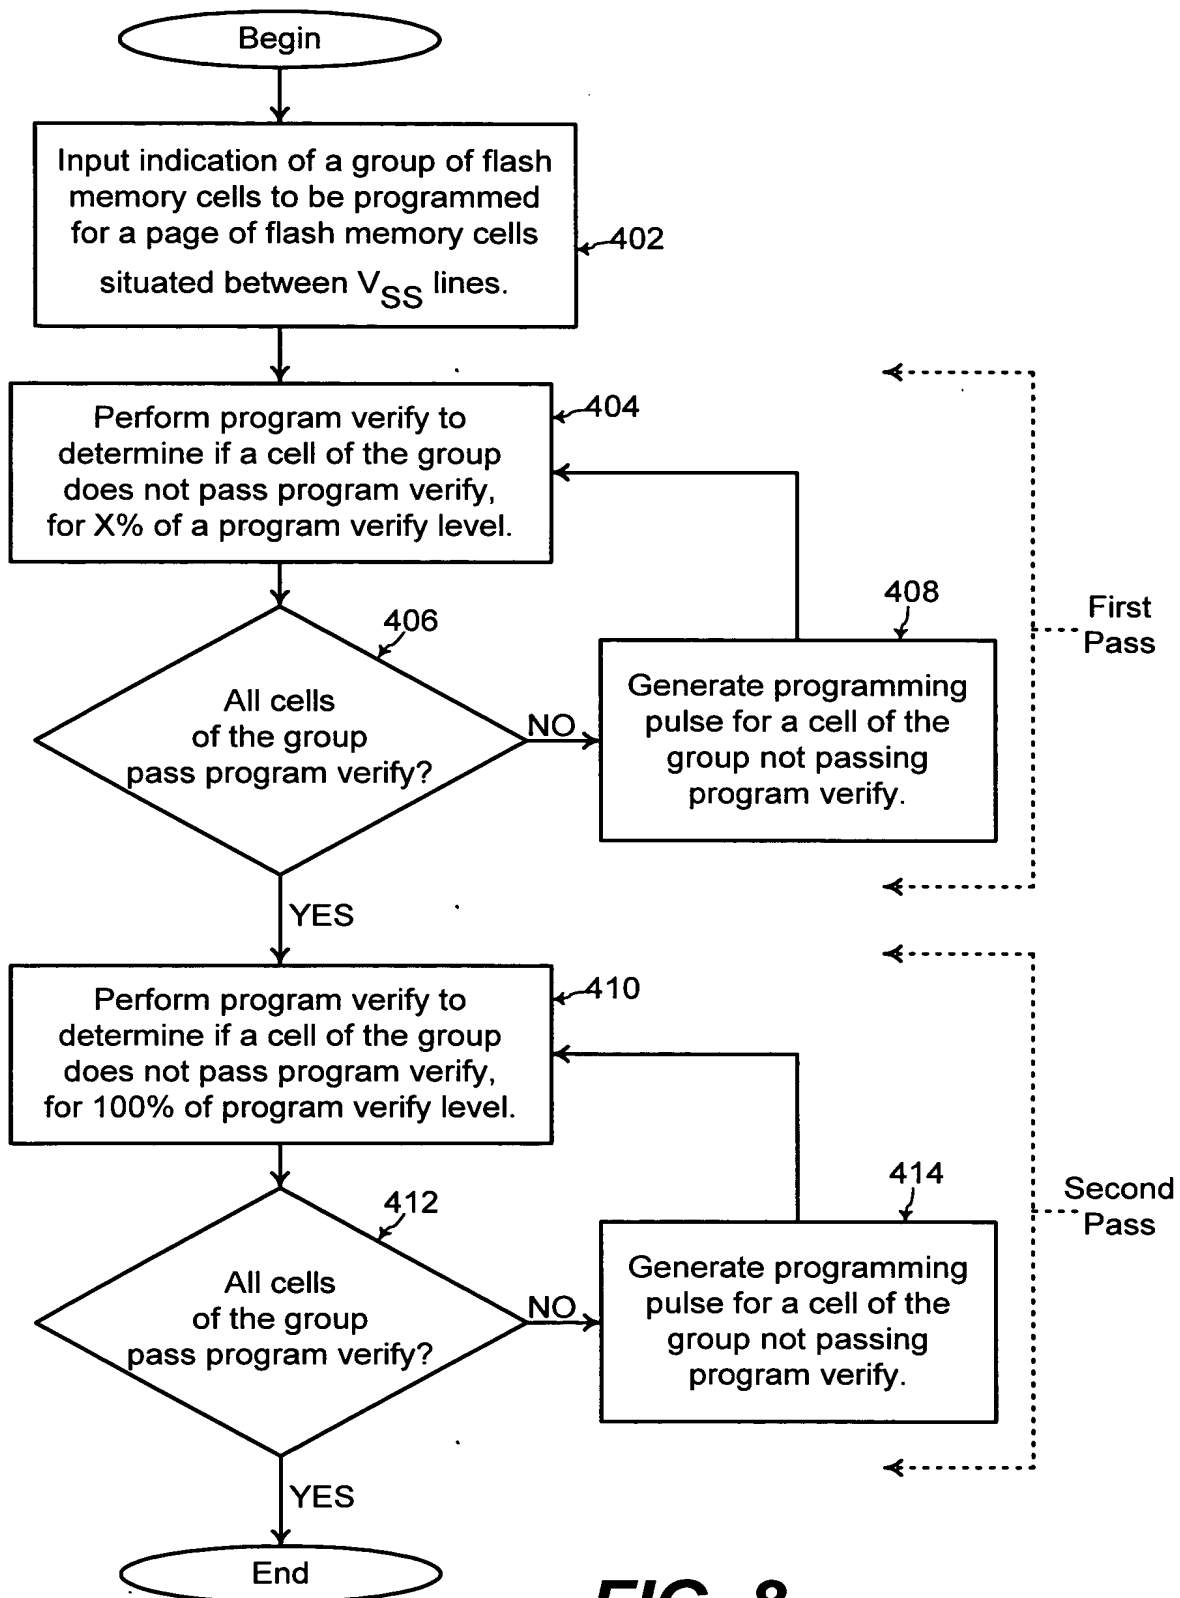 Begin
Input indication of a group of flash
memory cells to be programmed
for a page of flash memory cells
situated between VSS lines.
402
Perform program verify to
determine if a cell of the group
does not pass program verify,
for X% of a program verify level.
404
406
All cells
of the group
pass program verify?
NO
408
Generate programming
pulse for a cell of the
group not passing
program verify.
First
Pass
YES
Perform program verify to
determine if a cell of the group
does not pass program verify,
for 100% of program verify level.
410
412
All cells
of the group
pass program verify?
NO
414
Generate programming
pulse for a cell of the
group not passing
program verify.
Second
Pass
YES
End
FIG. 8